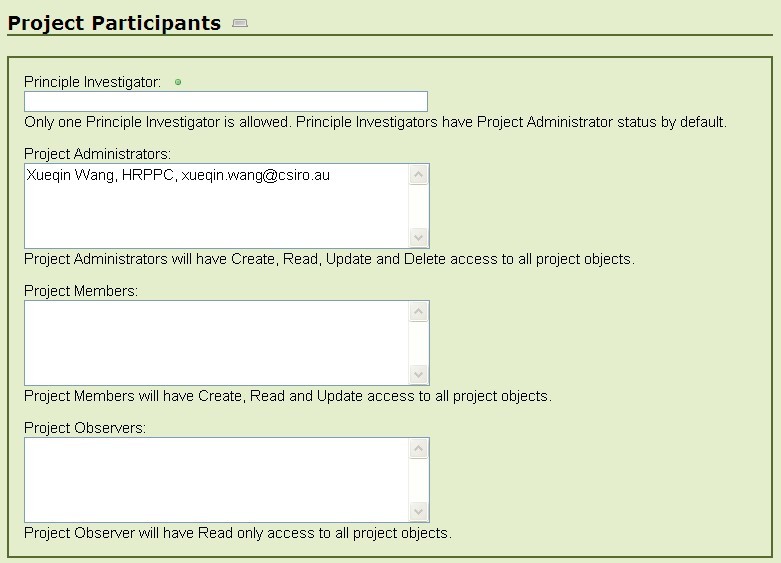 Project Participants
Principle Investigator:
Only one Principle Investigator is allowed. Principle Investigators have Project Administrator status by default.
Project Administrators:
Xueqin Wang, HRPPC, xueqin.wang@csiro.au
Project Administrators will have Create, Read, Update and Delete access to all project objects.
Project Members:
Project Members will have Create, Read and Update access to all project objects.
Project Observers:
Project Observer will have Read only access to all project objects.